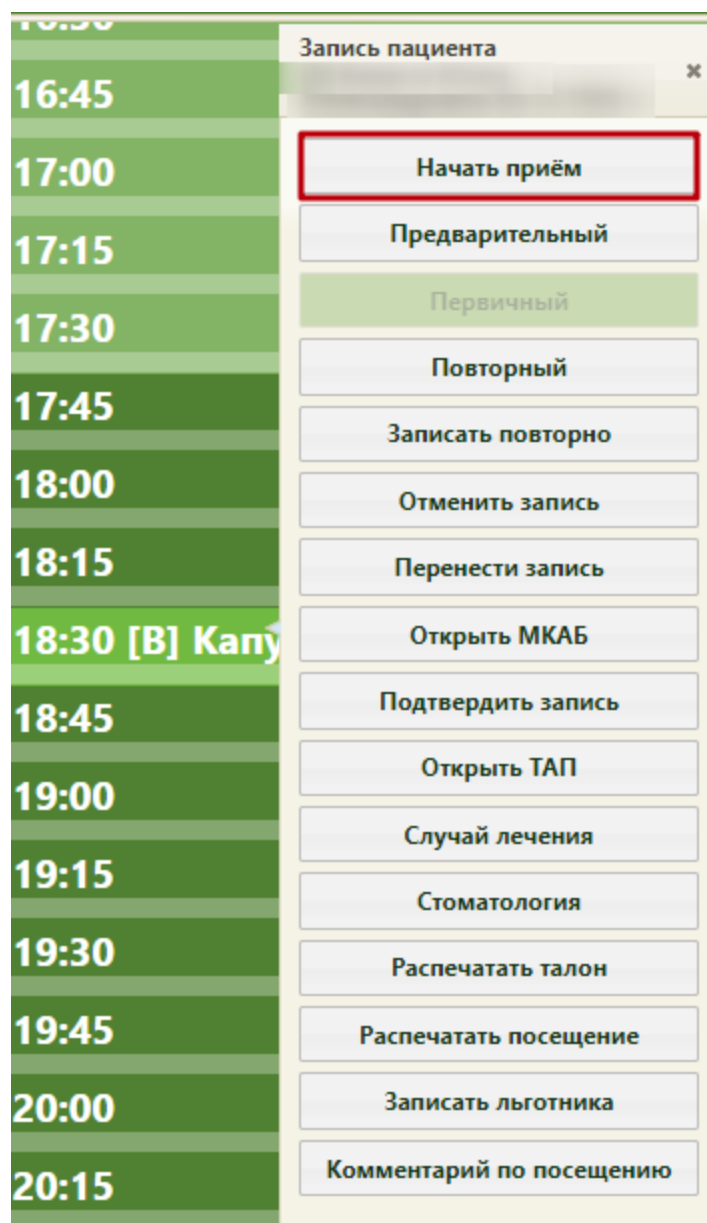 16:30
16:45
17:00
17:15
17:30
17:45
18:00
18:15
18:30 [В] Капу
18:45
19:00
19:15
19:30
19:45
20:00
20:15
Запись пациента
Начать приём
Предварительный
Первичный
Повторный
Записать повторно
Отменить запись
Перенести запись
Открыть МКАБ
Подтвердить запись
Открыть ТАП
Случай лечения
Стоматология
Распечатать талон
Распечатать посещение
Записать льготника
Комментарий по посещению